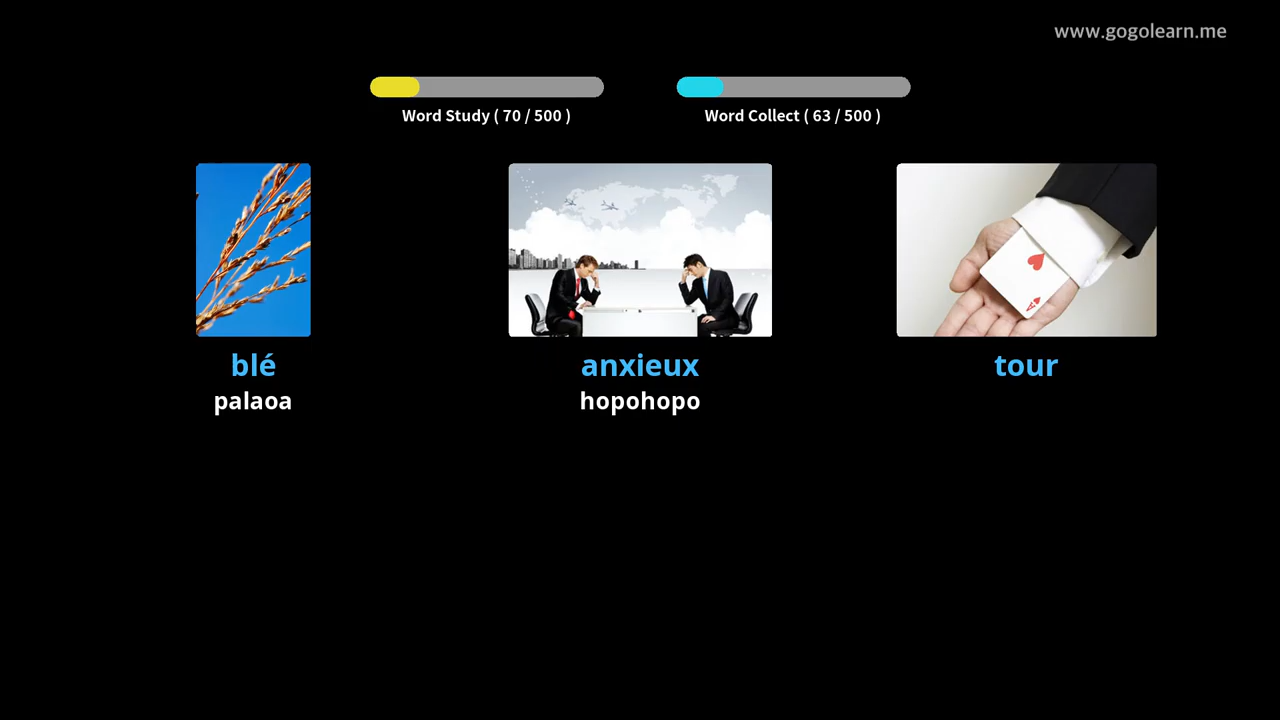 www.gogolearn.me
Word Study ( 70 / 500 )
Word Collect ( 63 / 500 )
blé
palaoa
anxieux
hopohopo
tour
A